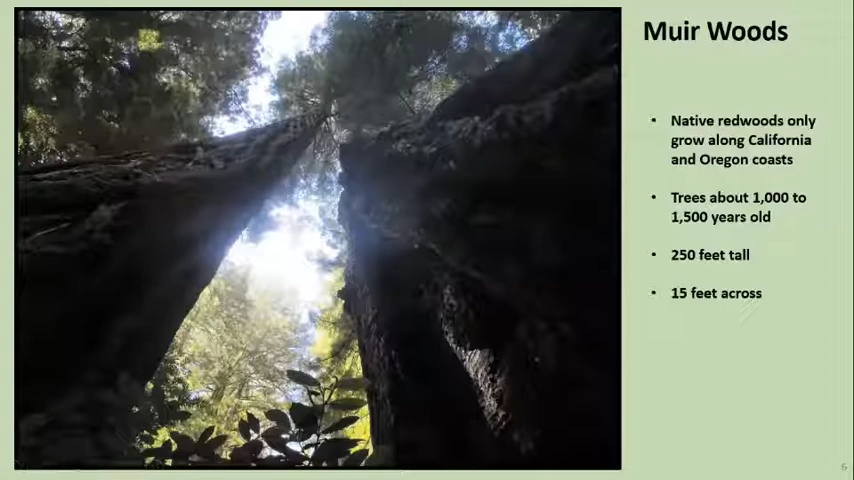 Muir Woods
• Native redwoods only
grow along California
and Oregon coasts
• Trees about 1,000 to
1,500 years old
• 250 feet tall
• 15 feet across
6